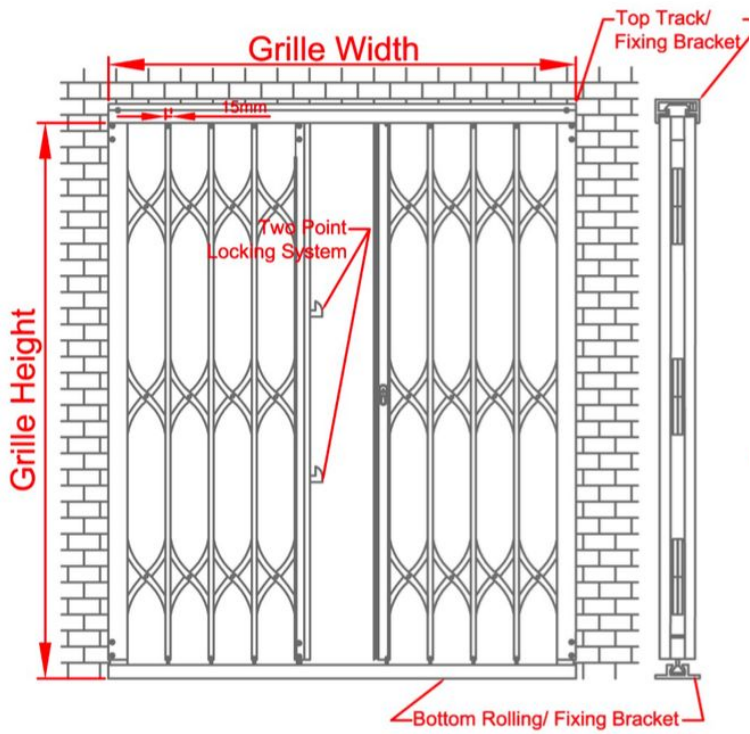 Top Track/
Fixing Bracket
Grille Width
15mm
Two Point
Locking System
Grille Height
Bottom Rolling/ Fixing Bracket